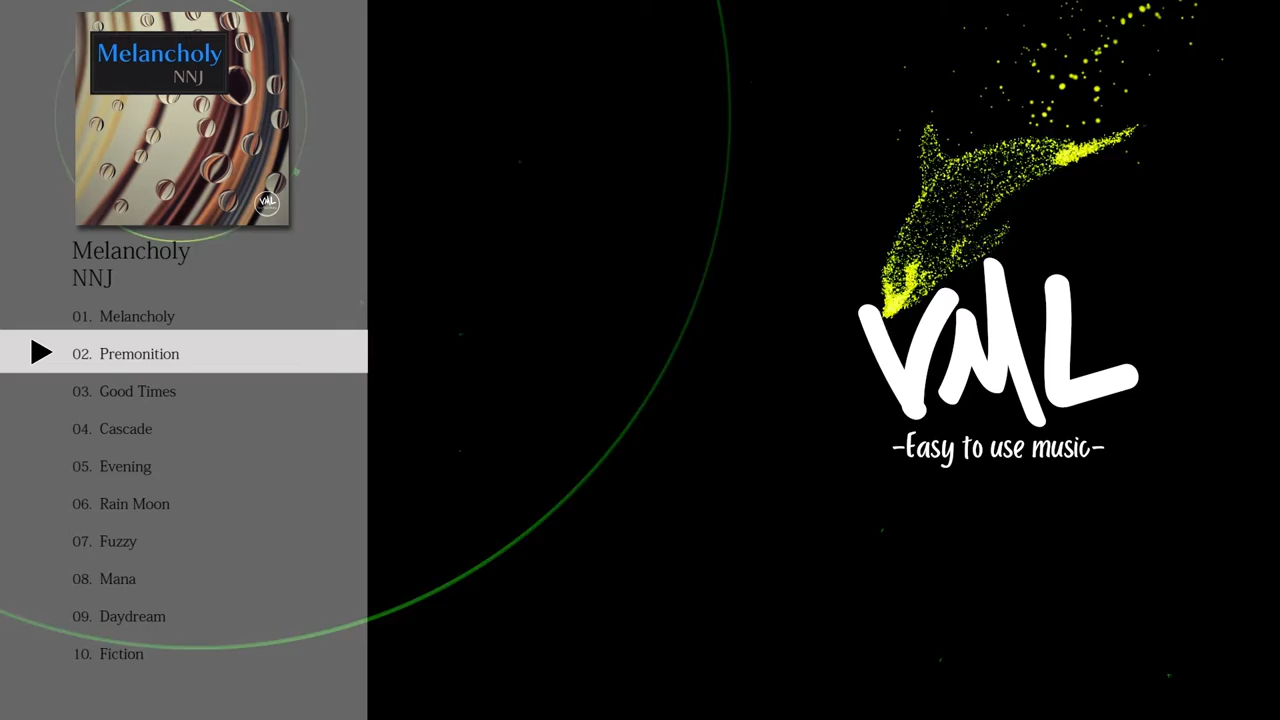 Melancholy
NNJ
VML
Melancholy
NNJ
01. Melancholy
02. Premonition
03. Good Times
04. Cascade
05. Evening
06. Rain Moon
07. Fuzzy
08. Mana
09. Daydream
10. Fiction
VML
-Easy to use music-